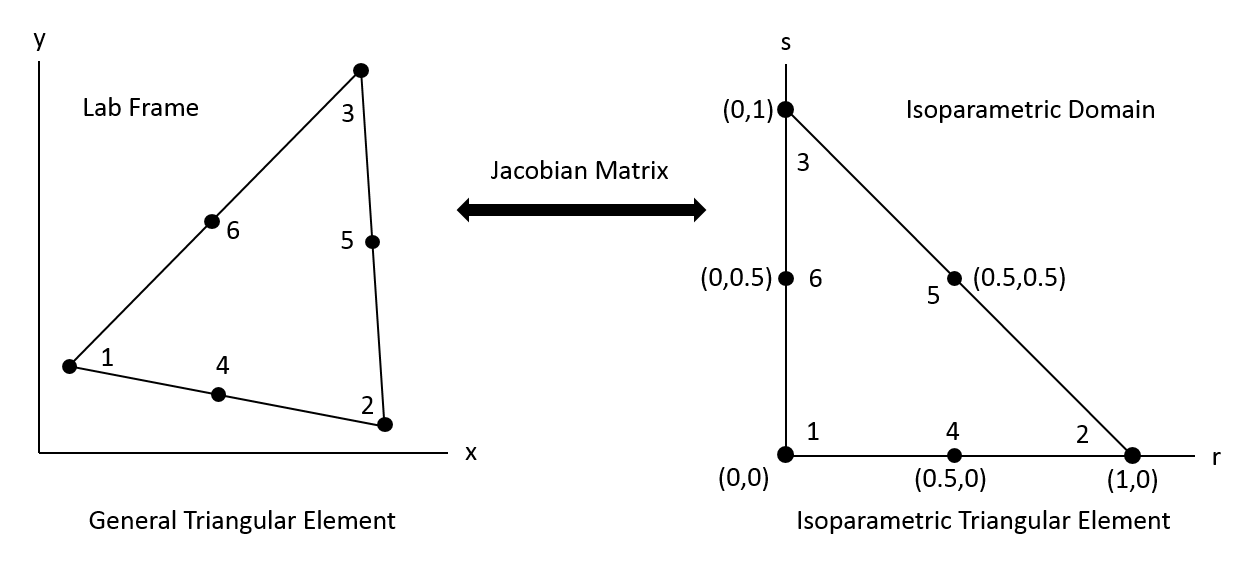 y
Lab Frame
3
6
5
1
4
2
x
General Triangular Element
Jacobian Matrix
s
(0,1)
Isoparametric Domain
3
(0,0.5)
6
(0.5,0.5)
5
1
4
2
r
(0,0)
(0.5,0)
(1,0)
Isoparametric Triangular Element